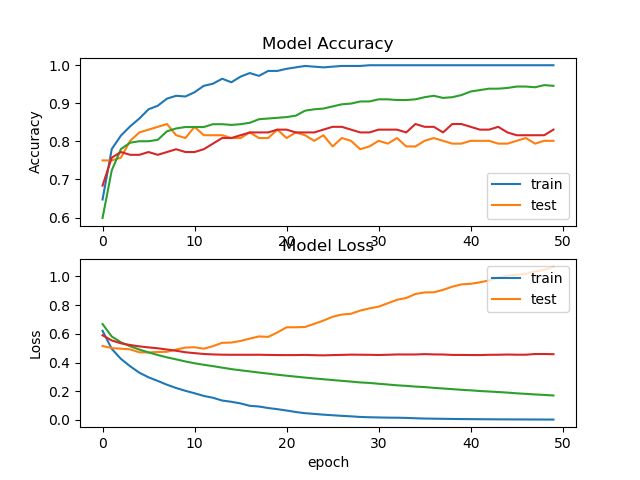 Model Accuracy
Accuracy
1.0
0.9
0.8
0.7
0.6
train
test
0 10 20 30 40 50
Model Loss
Loss
1.0
0.8
0.6
0.4
0.2
0.0
train
test
0 10 20 30 40 50
epoch